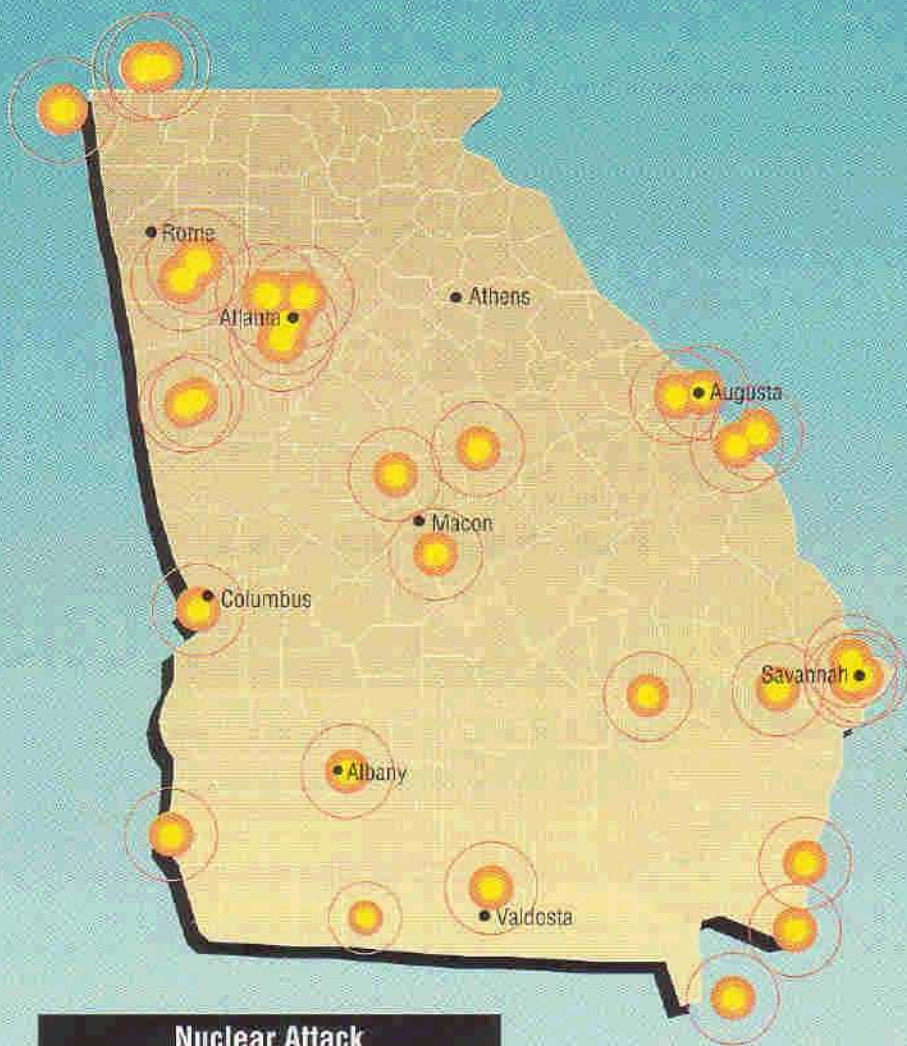 Rome
Athens
Atlanta
Augusta
Macon
Columbus
Savannah
Albany
Valdosta
Nuclear Attack